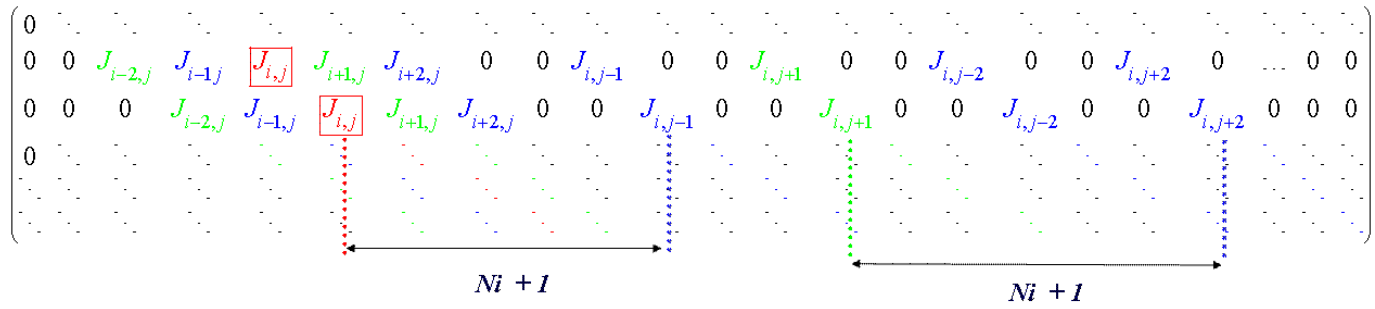 0
0 0 J_{i-2,j} J_{i-1j} J_{i,j} J_{i+1,j} J_{i+2,j} 0 0 J_{i,j-1} 0 0 J_{i,j+1} 0 0 J_{i,j-2} 0 0 J_{i,j+2} 0 ... 0 0
0 0 0 J_{i-2,j} J_{i-1,j} J_{i,j} J_{i+1,j} J_{i+2,j} 0 0 J_{i,j-1} 0 0 J_{i,j+1} 0 0 J_{i,j-2} 0 0 J_{i,j+2} 0 0 0
0
Ni + 1 Ni + 1